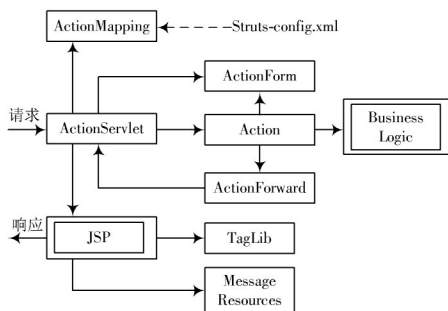 ActionMapping
Struts-config.xml
ActionForm
请求
ActionServlet
Action
Business
Logic
ActionForward
响应
JSP
TagLib
Message
Resources